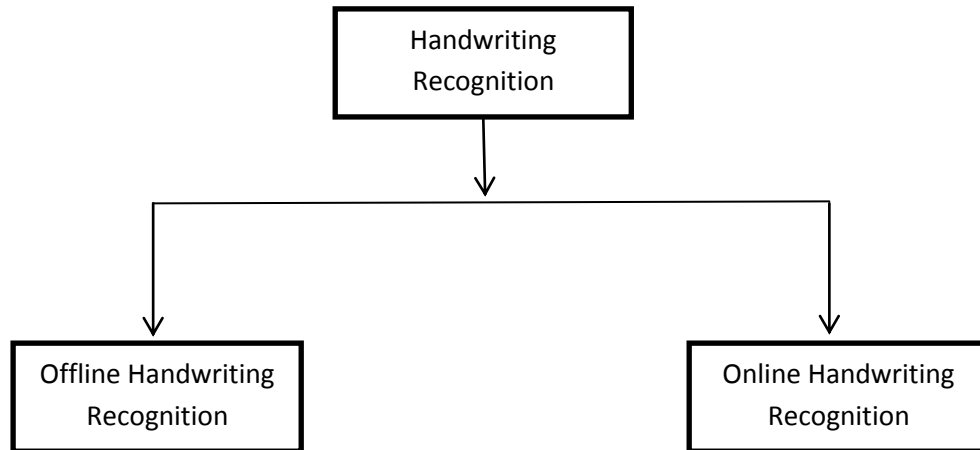 Handwriting
Recognition
Offline Handwriting
Recognition
Online Handwriting
Recognition